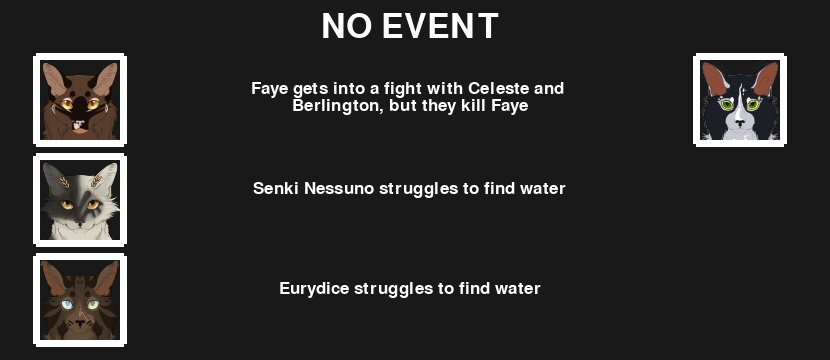 NO EVENT
Faye gets into a fight with Celeste and
Berlington, but they kill Faye
Senki Nessuno struggles to find water
Eurydice struggles to find water